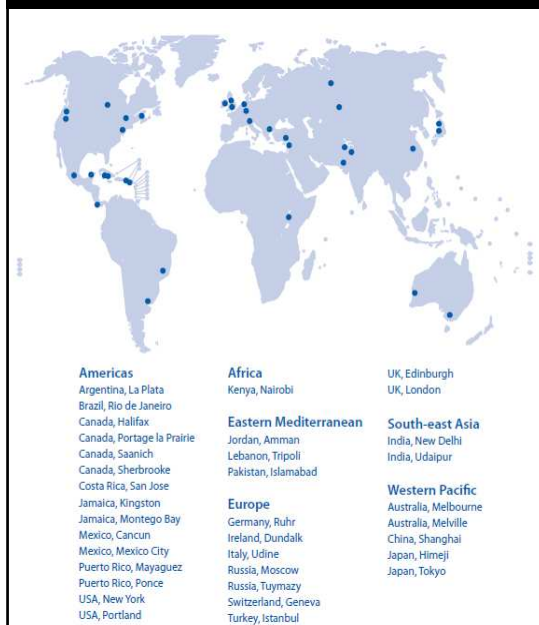 Americas
Argentina, La Plata
Brazil, Rio de Janeiro
Canada, Halifax
Canada, Portage la Prairie
Canada, Saanich
Canada, Sherbrooke
Costa Rica, San Jose
Jamaica, Kingston
Jamaica, Montego Bay
Mexico, Cancun
Mexico, Mexico City
Puerto Rico, Mayaguez
Puerto Rico, Ponce
USA, New York
USA, Portland
Africa
Kenya, Nairobi
Eastern Mediterranean
Jordan, Amman
Lebanon, Tripoli
Pakistan, Islamabad
Europe
Germany, Ruhr
Ireland, Dundalk
Italy, Udine
Russia, Moscow
Russia, Tuymazy
Switzerland, Geneva
Turkey, Istanbul
UK, Edinburgh
UK, London
South-east Asia
India, New Delhi
India, Udaipur
Western Pacific
Australia, Melbourne
Australia, Melville
China, Shanghai
Japan, Himeji
Japan, Tokyo